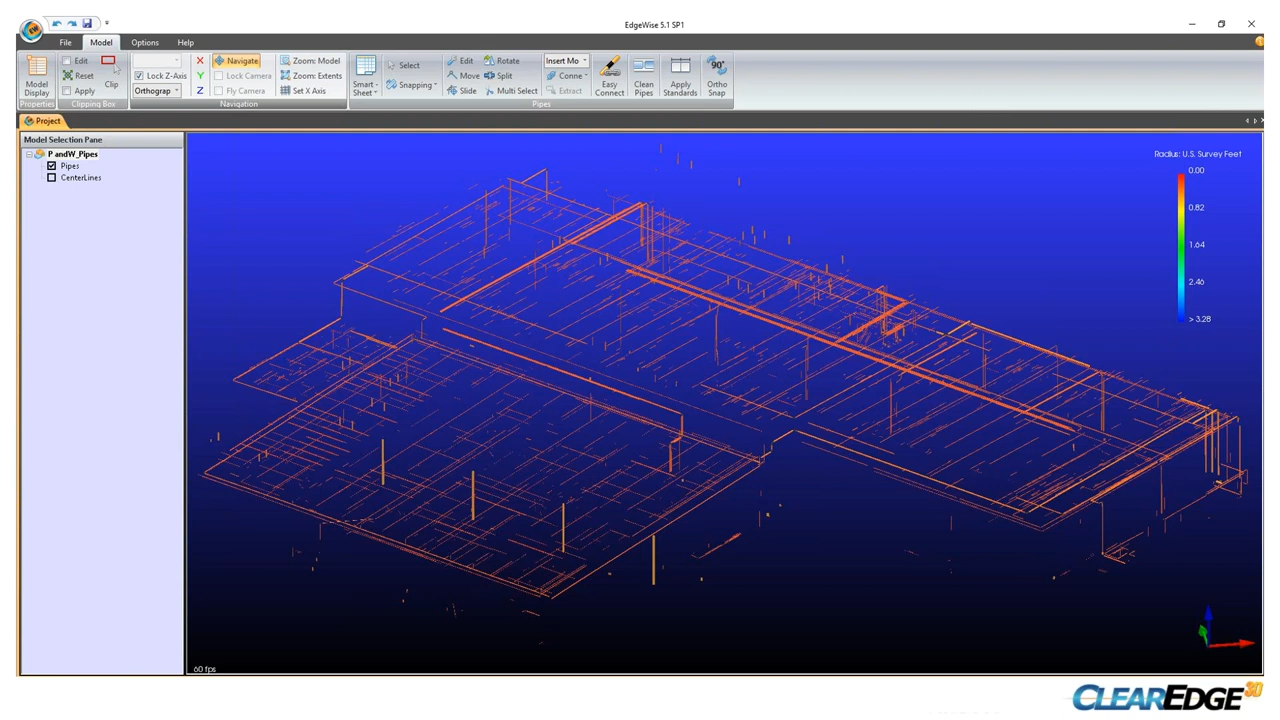 EdgeWise 5.1 SP1
File Model Options Help
Model Display
Properties
Edit
Reset
Apply
Clip
Clipping Box
Lock Z-Axis
Orthograp
X
Y
Z
Navigate
Lock Camera
Fly Camera
Zoom: Model
Zoom: Extents
Set X Axis
Navigation
Smart Sheet
Select
Snapping
Edit
Move
Slide
Rotate
Split
Multi Select
Insert Mo
Conne
Extract
Easy Connect
Clean Pipes
Apply Standards
90°
Ortho Snap
Pipes
Project
Model Selection Pane
P andW_Pipes
Pipes
CenterLines
Radius: U.S. Survey Feet
0.00
0.82
1.64
2.46
> 3.28
60 fps
CLEAREDGE 3D